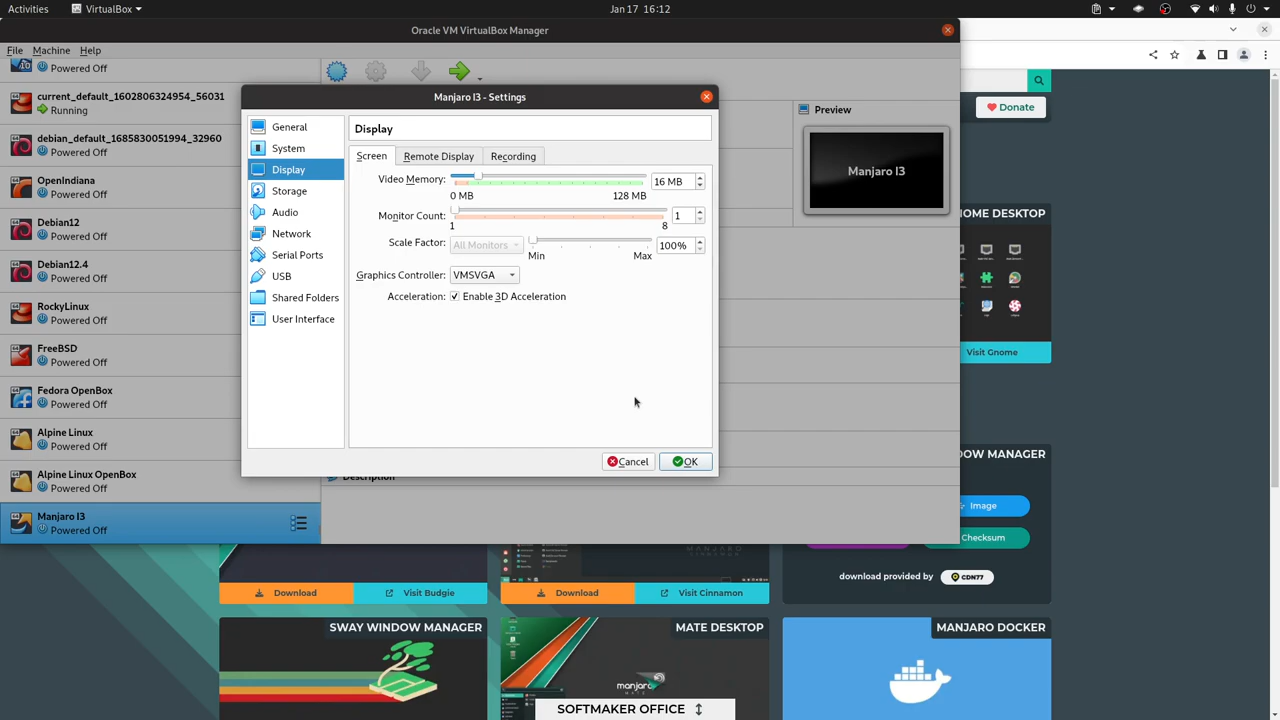 Activities
VirtualBox
Jan 17 16:12
Oracle VM VirtualBox Manager
File Machine Help
Powered Off
current_default_1602806324954_56031
Running
debian_default_1685830051994_32960
Powered Off
OpenIndiana
Powered Off
Debian12
Powered Off
Debian12.4
Powered Off
RockyLinux
Powered Off
FreeBSD
Powered Off
Fedora OpenBox
Powered Off
Alpine Linux
Powered Off
Alpine Linux OpenBox
Powered Off
Manjaro I3
Powered Off
Manjaro I3 - Settings
General
System
Display
Storage
Audio
Network
Serial Ports
USB
Shared Folders
User Interface
Display
Screen Remote Display Recording
Video Memory: 16 MB
0 MB 128 MB
Monitor Count: 1
1 8
Scale Factor: All Monitors 100%
Min Max
Graphics Controller: VMSVGA
Acceleration: Enable 3D Acceleration
Cancel OK
Description
Preview
Manjaro I3
Donate
NOME DESKTOP
Visit Gnome
OW MANAGER
Image
Checksum
download provided by CDN77
Download Visit Budgie
Download Visit Cinnamon
SWAY WINDOW MANAGER
MATE DESKTOP
manjaro
MANJARO DOCKER
SOFTMAKER OFFICE